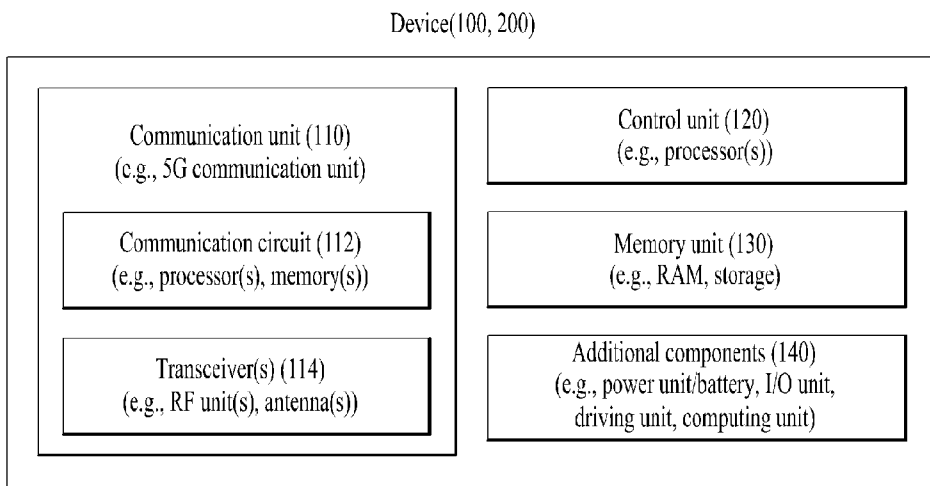 Device(100, 200)
Communication unit (110)
(e.g., 5G communication unit)
Communication circuit (112)
(e.g., processor(s), memory(s))
Transceiver(s) (114)
(e.g., RF unit(s), antenna(s))
Control unit (120)
(e.g., processor(s))
Memory unit (130)
(e.g., RAM, storage)
Additional components (140)
(e.g., power unit/battery, I/O unit,
driving unit, computing unit)